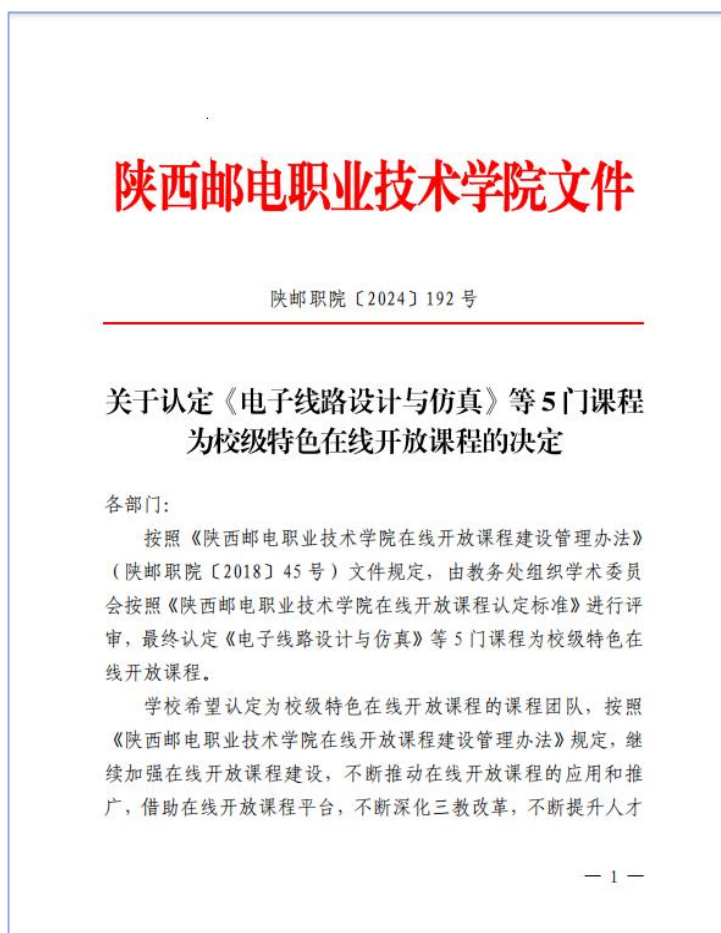 陕西邮电职业技术学院文件
陕邮职院〔2024〕192 号
关于认定《电子线路设计与仿真》等 5 门课程
为校级特色在线开放课程的决定
各部门：
按照《陕西邮电职业技术学院在线开放课程建设管理办法》
（陕邮职院〔2018〕45 号）文件规定，由教务处组织学术委员
会按照《陕西邮电职业技术学院在线开放课程认定标准》进行评
审，最终认定《电子线路设计与仿真》等 5 门课程为校级特色在
线开放课程。
学校希望认定为校级特色在线开放课程的课程团队，按照
《陕西邮电职业技术学院在线开放课程建设管理办法》规定，继
续加强在线开放课程建设，不断推动在线开放课程的应用和推
广，借助在线开放课程平台，不断深化三教改革，不断提升人才
— 1 —